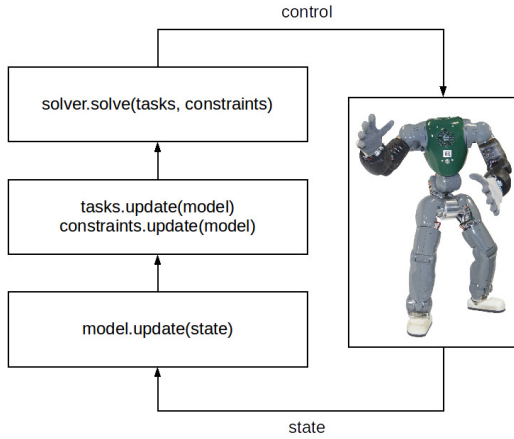 control
solver.solve(tasks, constraints)
tasks.update(model)
constraints.update(model)
model.update(state)
state